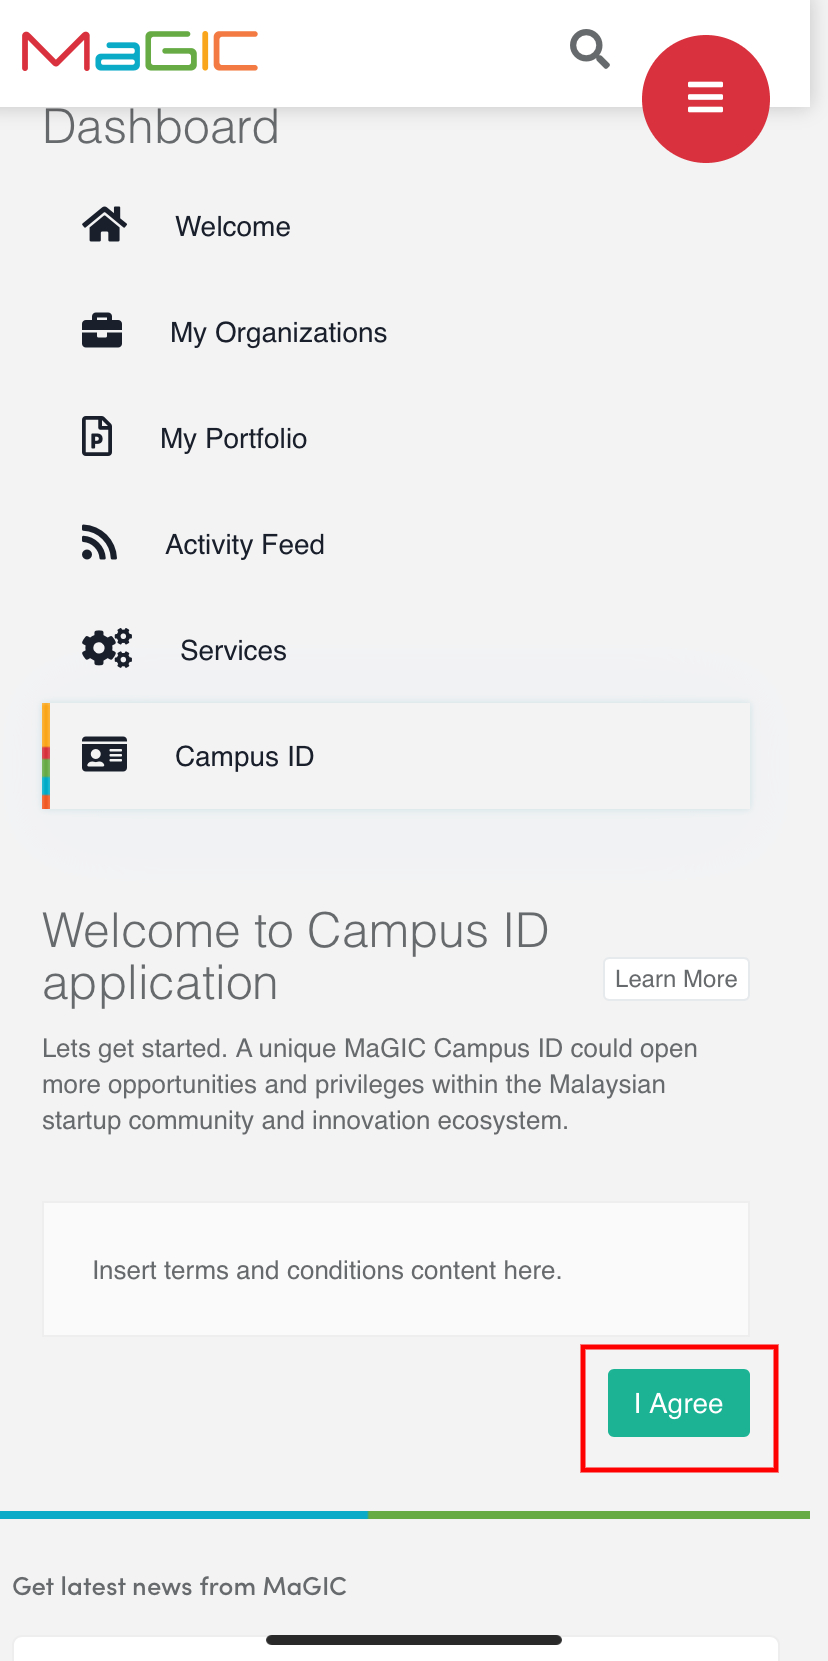 MaGIC
Dashboard
Welcome
My Organizations
P
My Portfolio
Activity Feed
Services
Campus ID
Welcome to Campus ID
application
Learn More
Lets get started. A unique MaGIC Campus ID could open
more opportunities and privileges within the Malaysian
startup community and innovation ecosystem.
Insert terms and conditions content here.
I Agree
Get latest news from MaGIC